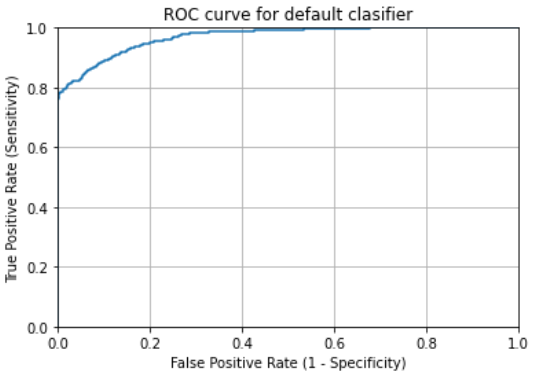 ROC curve for default clasifier
True Positive Rate (Sensitivity)
1.0
0.8
0.6
0.4
0.2
0.0
0.0 0.2 0.4 0.6 0.8 1.0
False Positive Rate (1 - Specificity)